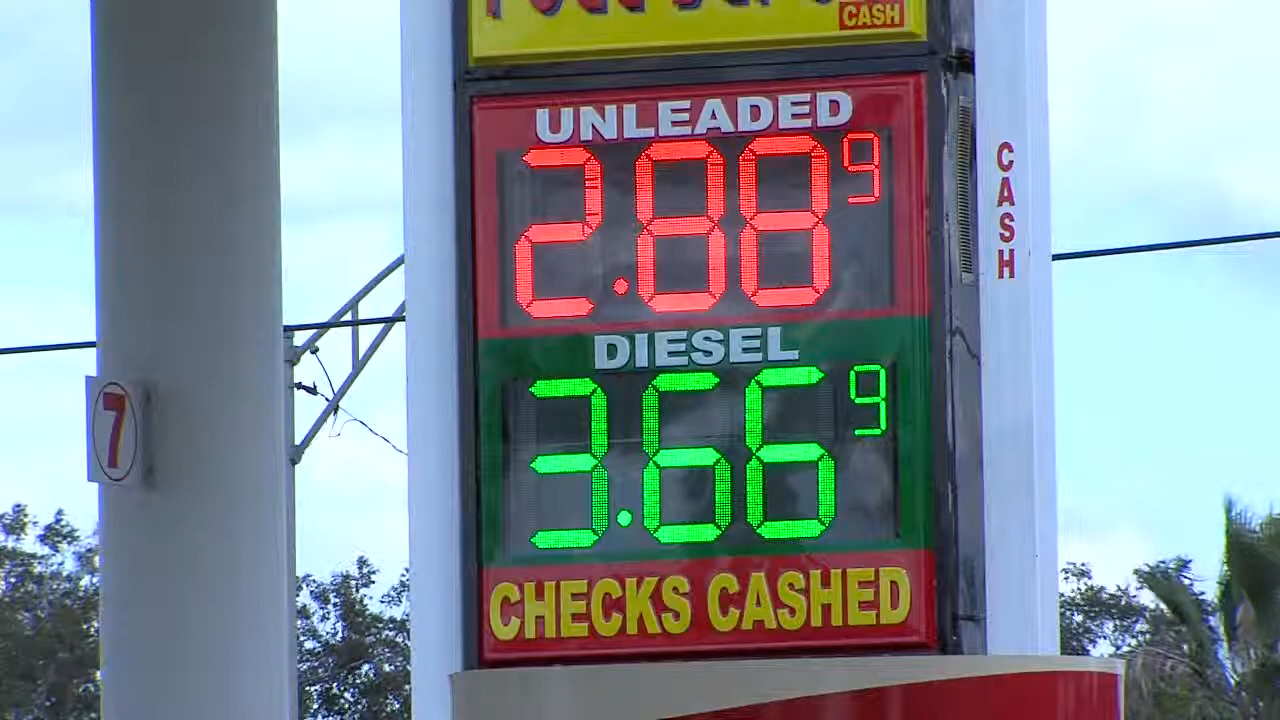 CASH
UNLEADED
2.88 9
DIESEL
3.66 9
CHECKS CASHED
CASH
7